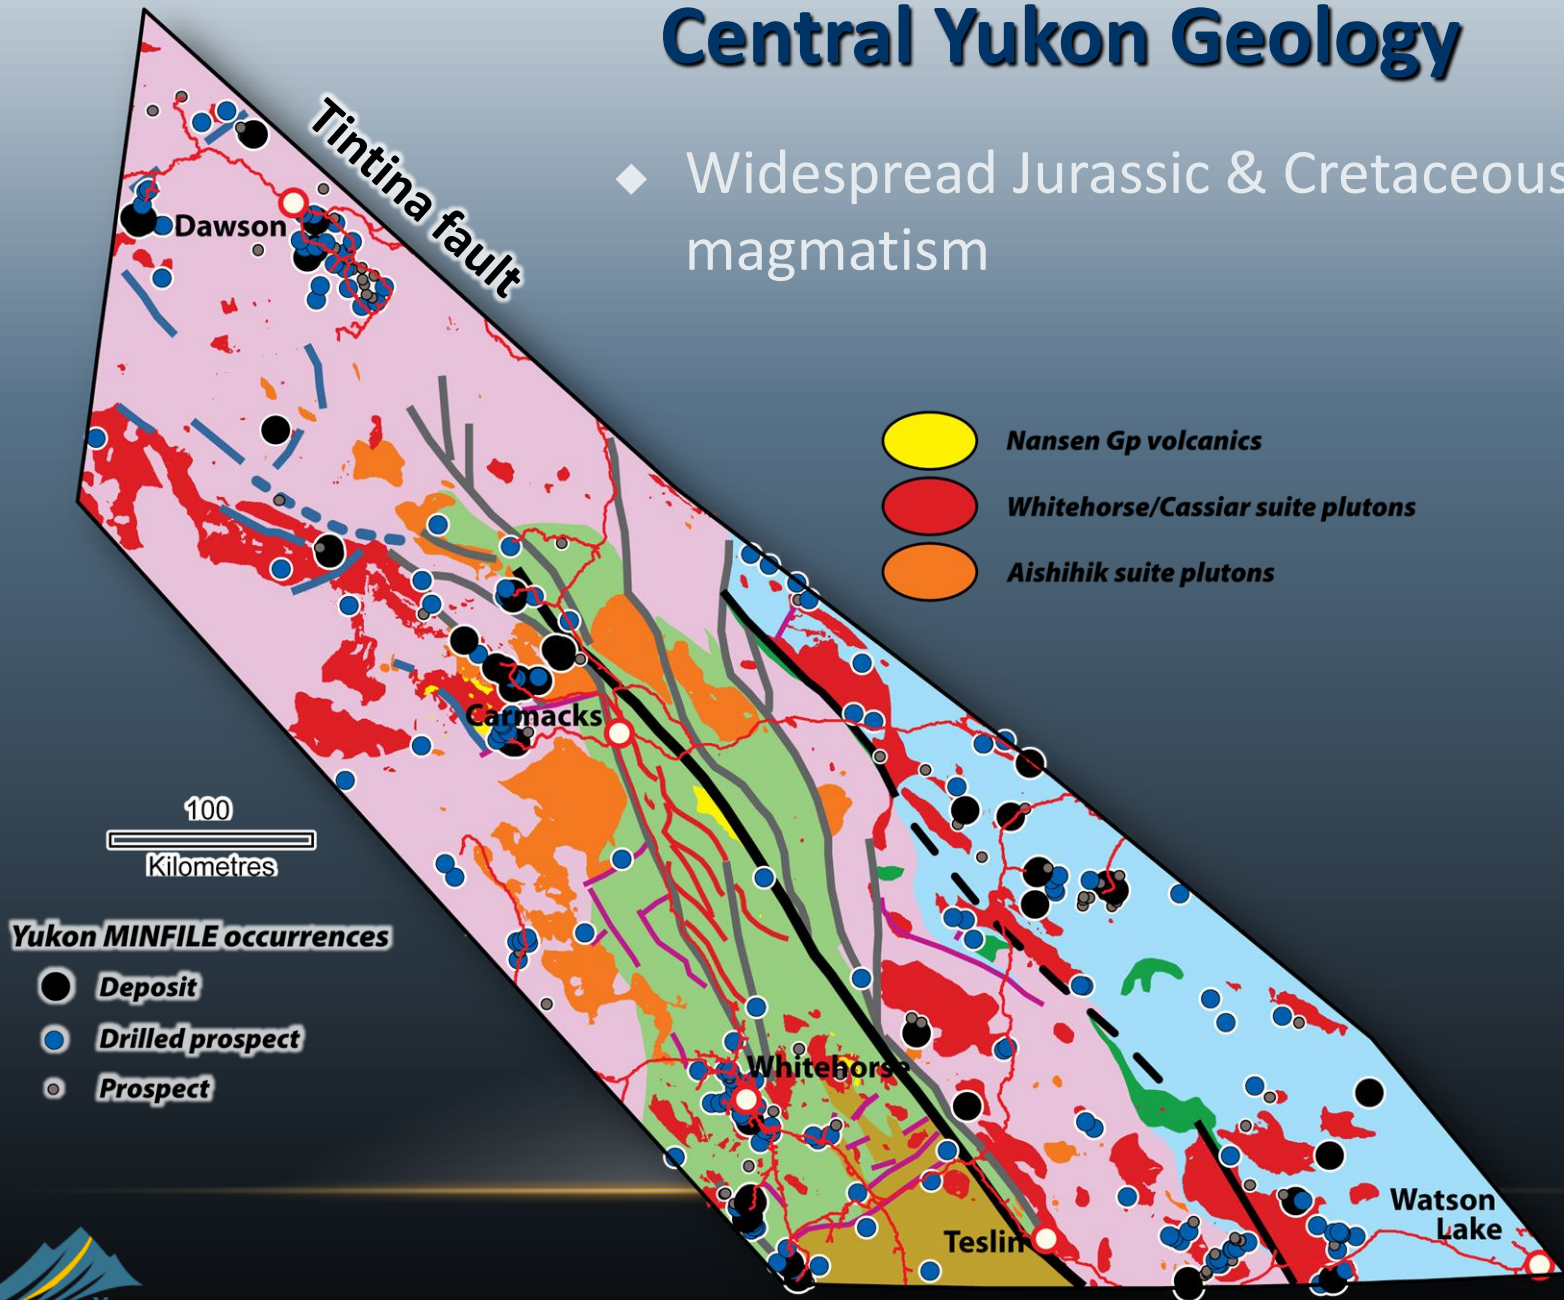 Central Yukon Geology
Tintina fault
◆ Widespread Jurassic & Cretaceous
magmatism
Dawson
Nansen Gp volcanics
Whitehorse/Cassiar suite plutons
Aishihik suite plutons
Carmacks
100
Kilometres
Yukon MINFILE occurrences
Deposit
Drilled prospect
Prospect
Whitehorse
Teslin
Watson
Lake